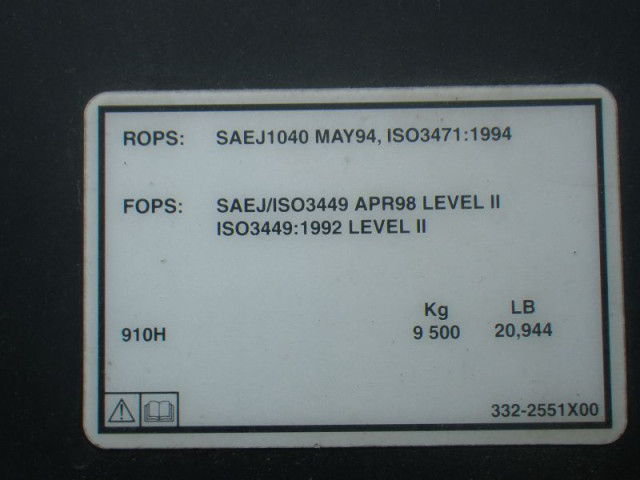 ROPS: SAEJ1040 MAY94, ISO3471:1994
FOPS: SAEJ/ISO3449 APR98 LEVEL II
ISO3449:1992 LEVEL II
Kg LB
910H 9 500 20,944
332-2551X00